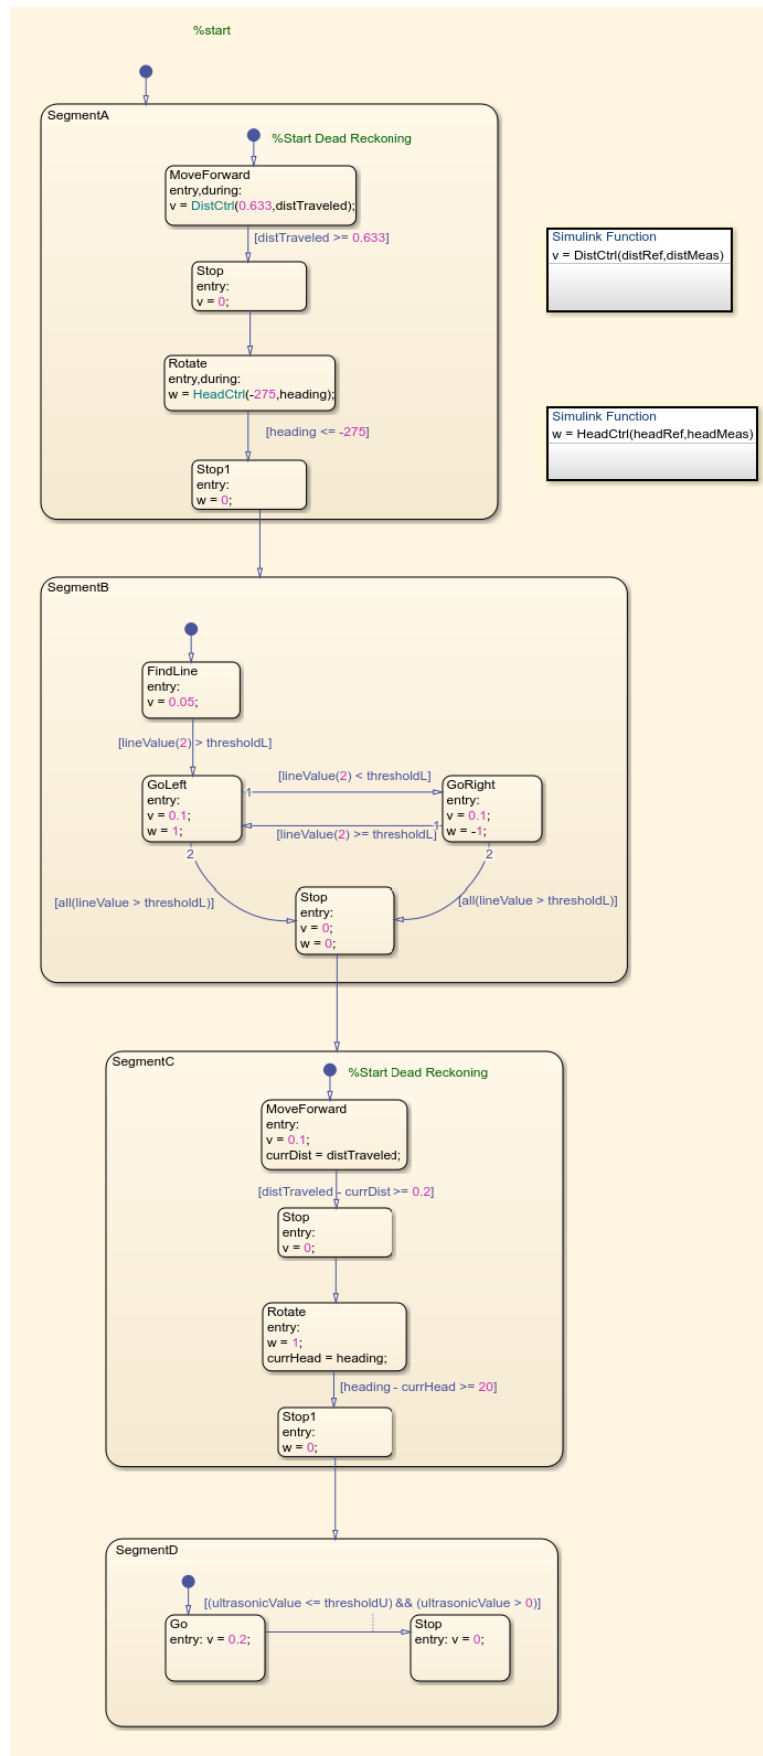 %start
SegmentA
%Start Dead Reckoning
MoveForward
entry,during:
v = DistCtrl(0.633,distTraveled);
[distTraveled >= 0.633]
Stop
entry:
v = 0;
Rotate
entry,during:
w = HeadCtrl(-275,heading);
[heading <= -275]
Stop1
entry:
w = 0;
Simulink Function
v = DistCtrl(distRef,distMeas)
Simulink Function
w = HeadCtrl(headRef,headMeas)
SegmentB
FindLine
entry:
v = 0.05;
[lineValue(2) > thresholdL]
GoLeft
entry:
v = 0.1;
w = 1;
1
2
[lineValue(2) < thresholdL]
[lineValue(2) >= thresholdL]
GoRight
entry:
v = 0.1;
w = -1;
1
2
[all(lineValue > thresholdL)]
[all(lineValue > thresholdL)]
Stop
entry:
v = 0;
w = 0;
SegmentC
%Start Dead Reckoning
MoveForward
entry:
v = 0.1;
currDist = distTraveled;
[distTraveled - currDist >= 0.2]
Stop
entry:
v = 0;
Rotate
entry:
w = 1;
currHead = heading;
[heading - currHead >= 20]
Stop1
entry:
w = 0;
SegmentD
[(ultrasonicValue <= thresholdU) && (ultrasonicValue > 0)]
Go
entry: v = 0.2;
Stop
entry: v = 0;